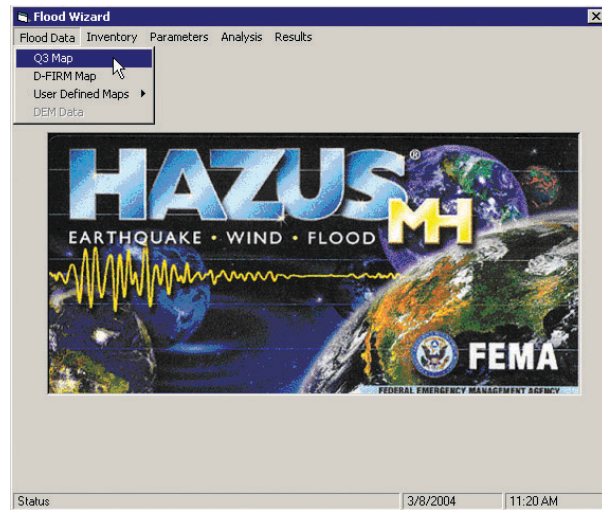 Flood Wizard
Flood Data Inventory Parameters Analysis Results
Q3 Map
D-FIRM Map
User Defined Maps
DEM Data
HAZUS®
MH
EARTHQUAKE · WIND · FLOOD
FEMA
FEDERAL EMERGENCY MANAGEMENT AGENCY
Status 3/8/2004 11:20 AM